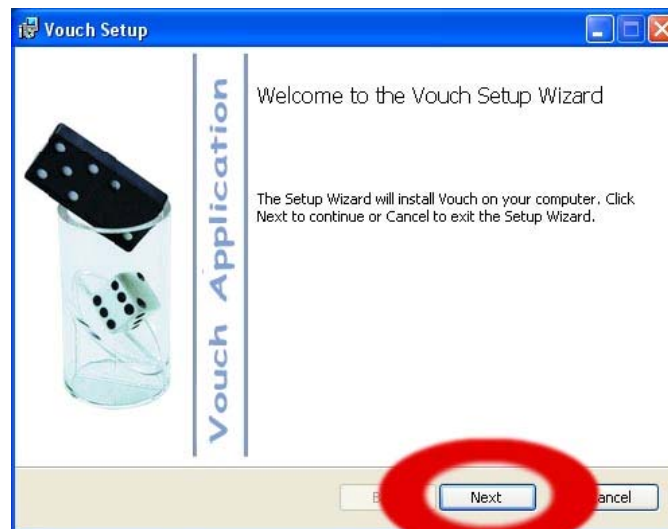 Vouch Setup
Vouch Application
Welcome to the Vouch Setup Wizard
The Setup Wizard will install Vouch on your computer. Click
Next to continue or Cancel to exit the Setup Wizard.
Next